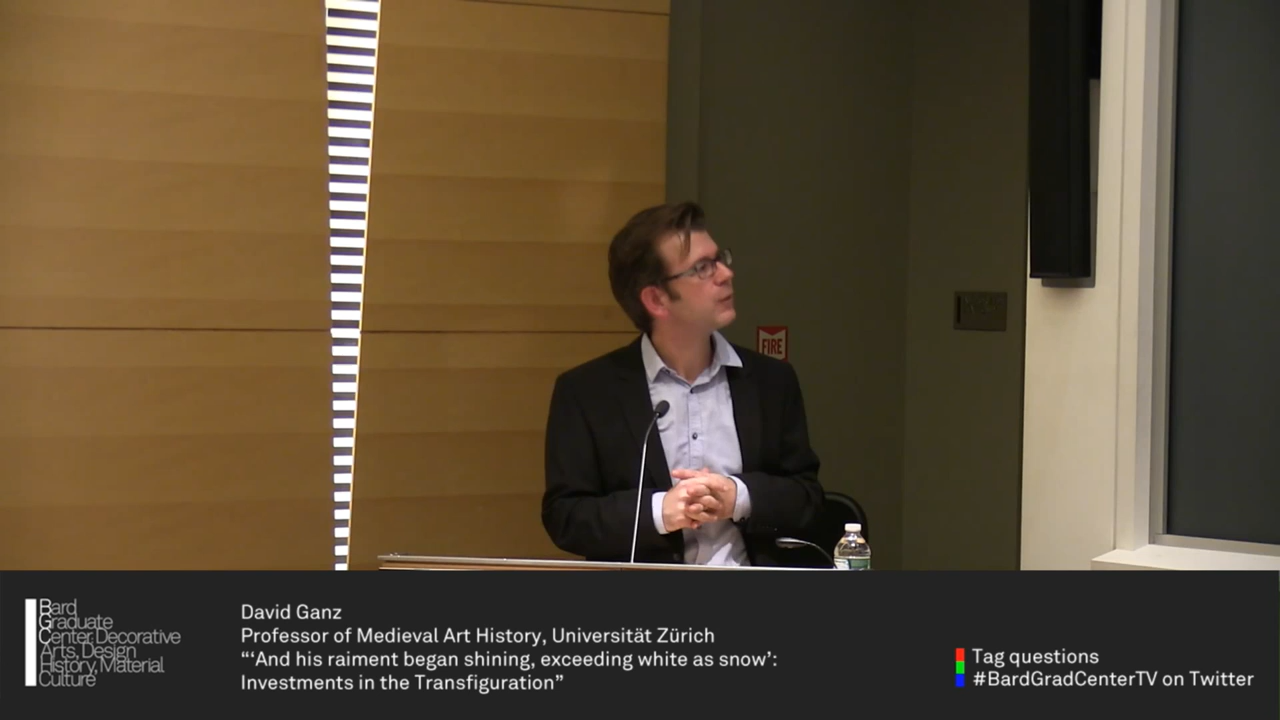 FIRE
Bard
Graduate
Center Decorative
Arts, Design
History, Material
Culture
David Ganz
Professor of Medieval Art History, Universität Zürich
“‘And his raiment began shining, exceeding white as snow’:
Investments in the Transfiguration”
Tag questions
#BardGradCenterTV on Twitter